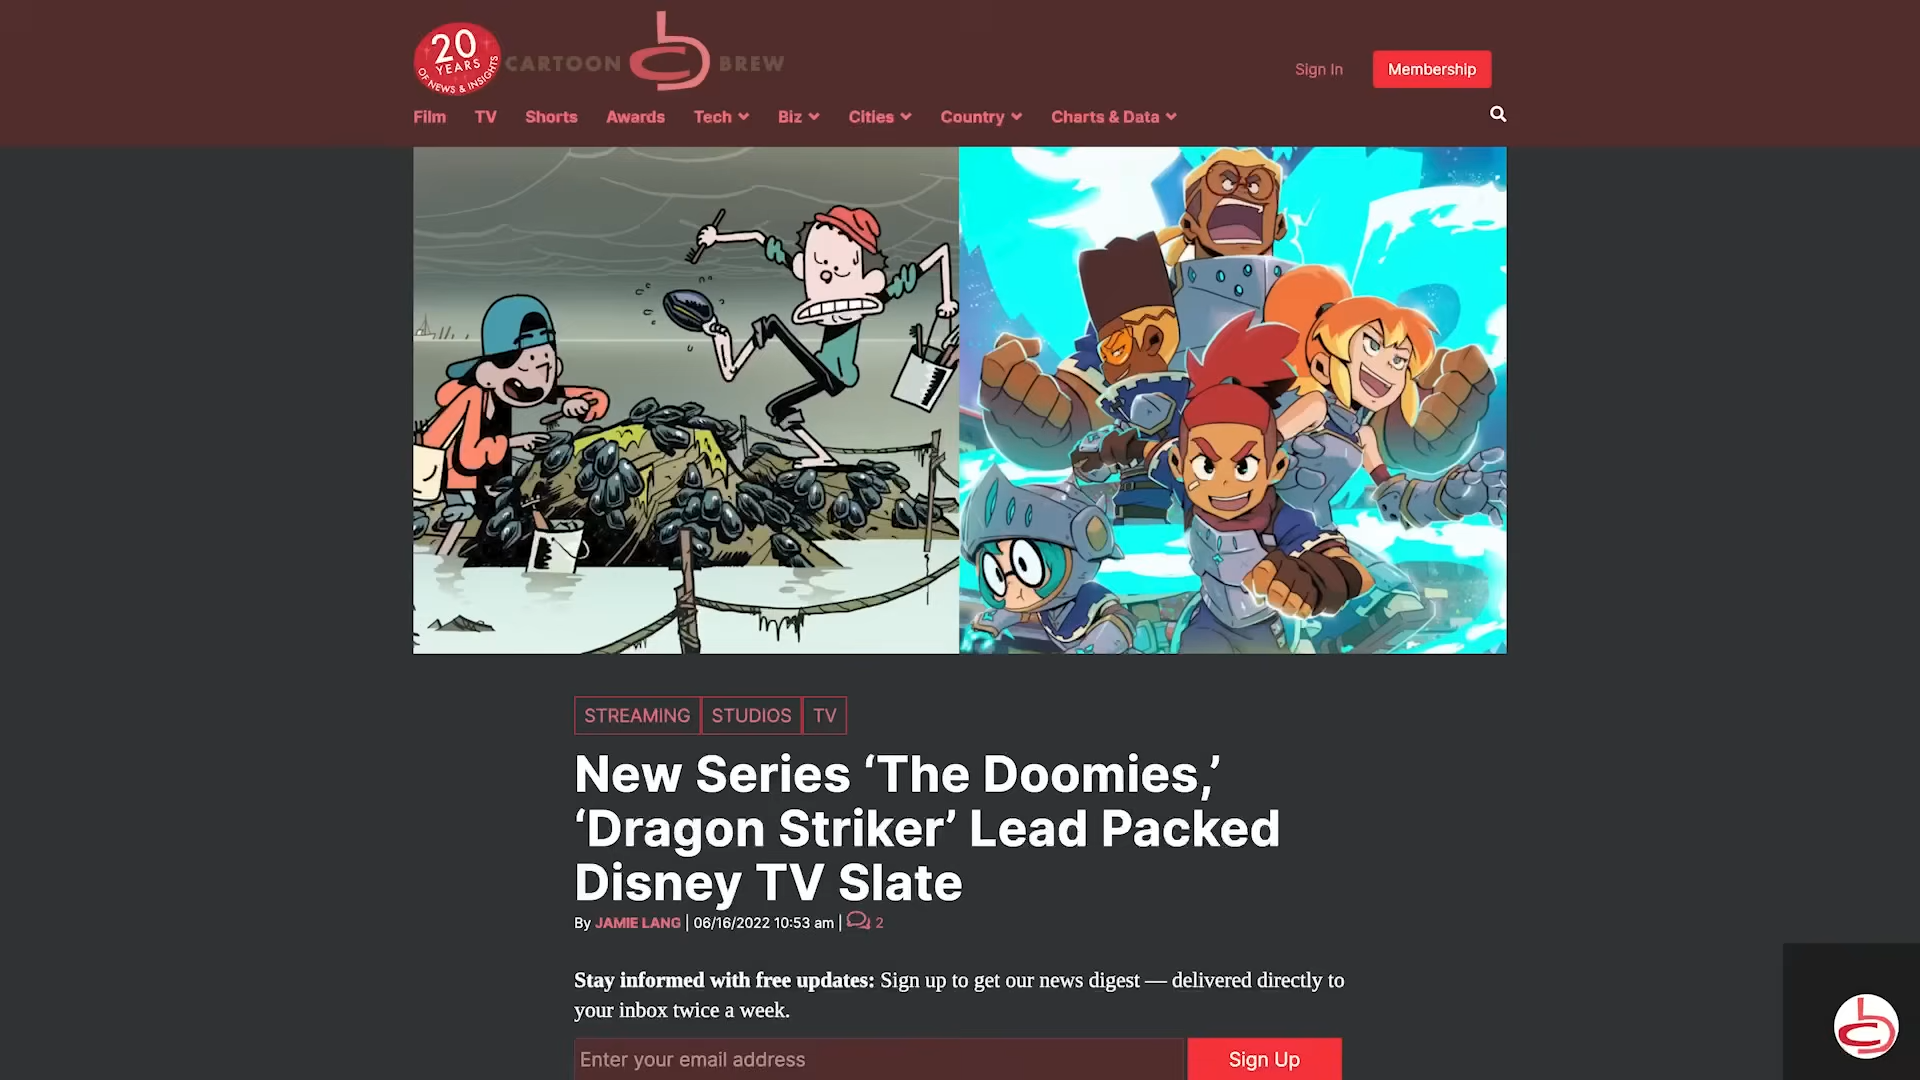 20
YEARS
OF NEWS & INSIGHTS
CARTOON BREW
Sign In
Membership
Film TV Shorts Awards Tech Biz Cities Country Charts & Data
STREAMING STUDIOS TV
New Series ‘The Doomies,’
‘Dragon Striker’ Lead Packed
Disney TV Slate
By JAMIE LANG | 06/16/2022 10:53 am | 2
Stay informed with free updates: Sign up to get our news digest — delivered directly to
your inbox twice a week.
Enter your email address
Sign Up